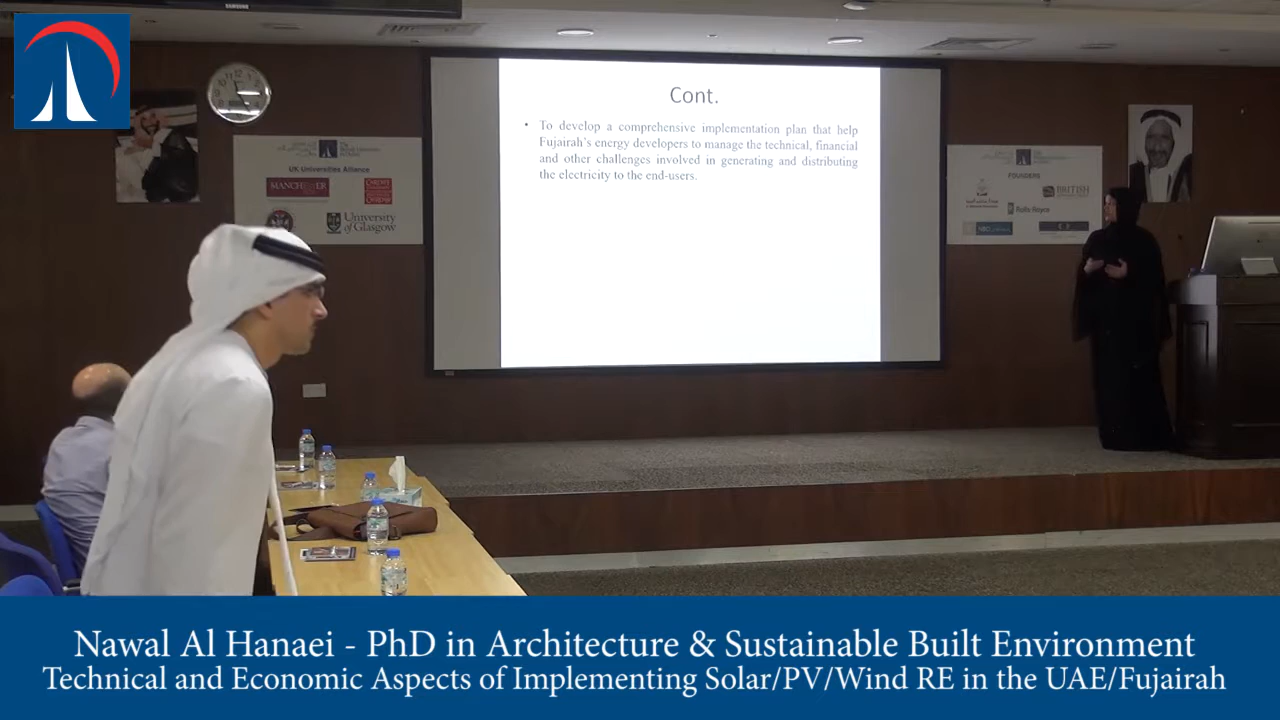 SAMSUNG
Cont.
• To develop a comprehensive implementation plan that help
Fujairah's energy developers to manage the technical, financial
and other challenges involved in generating and distributing
the electricity to the end-users.
UK Universities Alliance
MANCHESTER
University
of Glasgow
FOUNDERS
BRITISH
Rolls-Royce
Nawal Al Hanaei - PhD in Architecture & Sustainable Built Environment
Technical and Economic Aspects of Implementing Solar/PV/Wind RE in the UAE/Fujairah